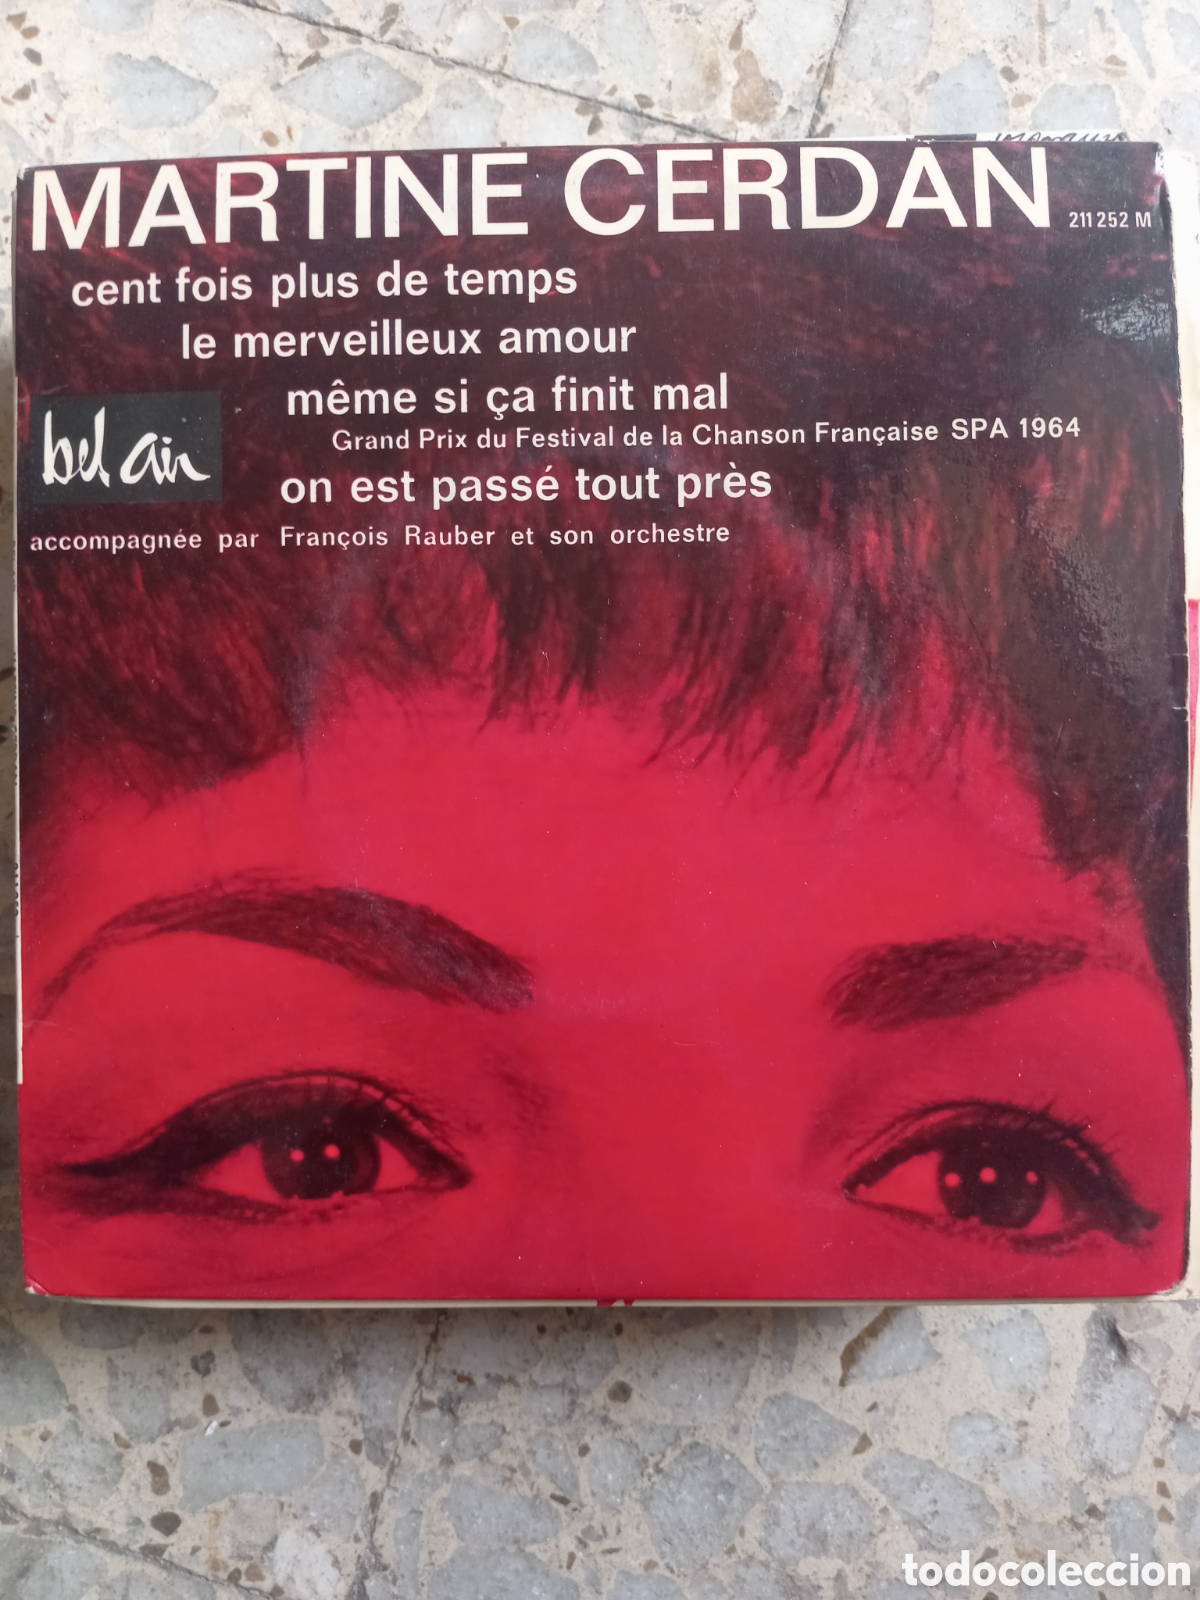 MARTINE CERDAN 211 252 M
cent fois plus de temps
le merveilleux amour
même si ça finit mal
Grand Prix du Festival de la Chanson Française SPA 1964
bel air
on est passé tout près
accompagnée par François Rauber et son orchestre
todocoleccion